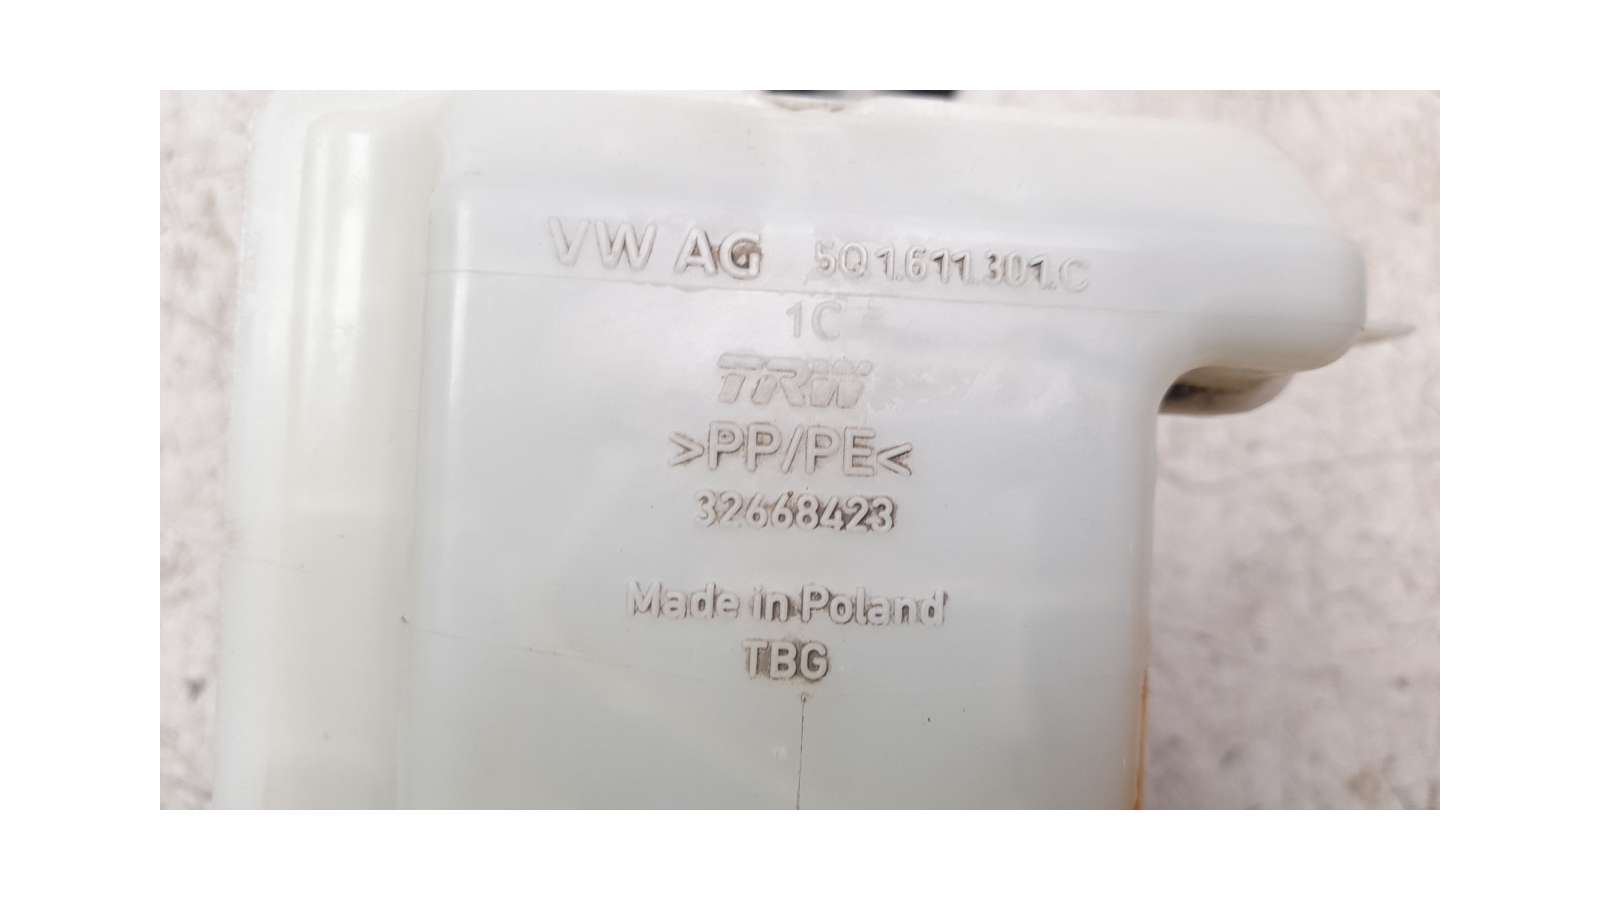 VW AG 5Q1.611.301.C
1C
TRW
>PP/PE<
32668423
Made in Poland
TBG